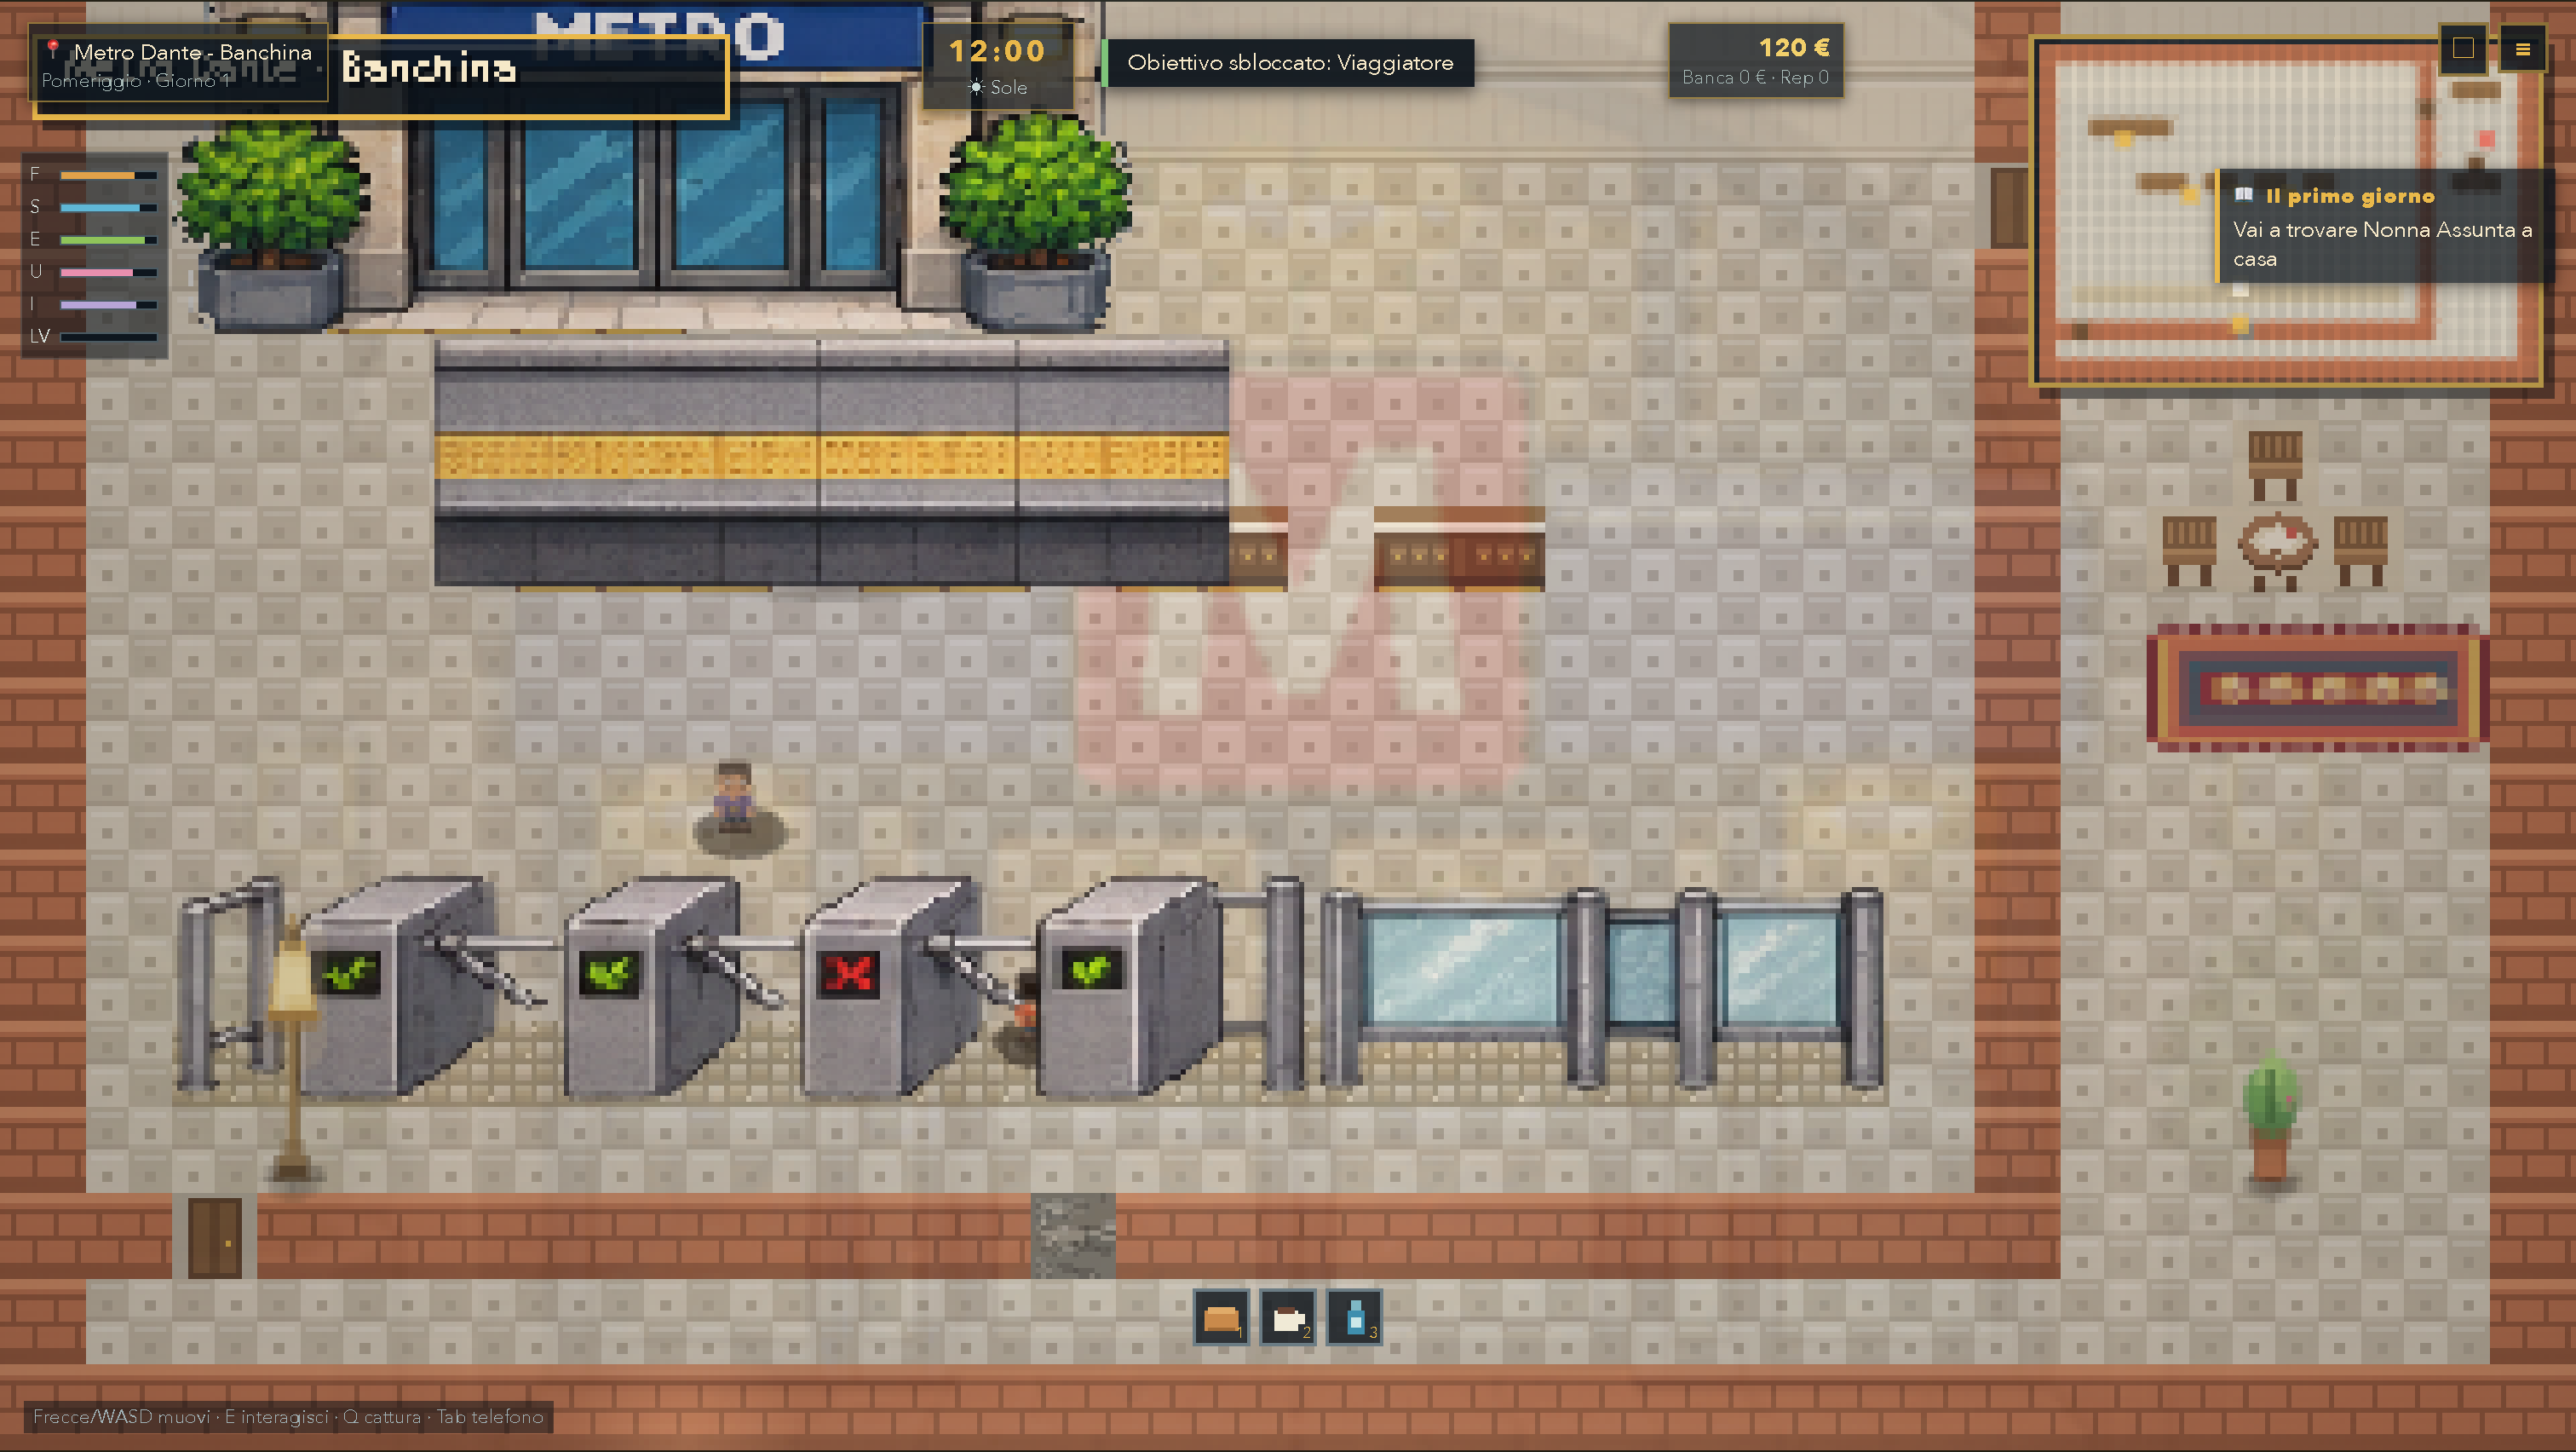 METRO
Metro Dante - Banchina
Pomeriggio · Giorno 1
Banchina
12:00
☀ Sole
Obiettivo sbloccato: Viaggiatore
120 €
Banca 0 € · Rep 0
≡
Il primo giorno
Vai a trovare Nonna Assunta a
casa
F
S
E
U
I
LV
M
1
2
3
Frecce/WASD muovi · E interagisci · Q cattura · Tab telefono